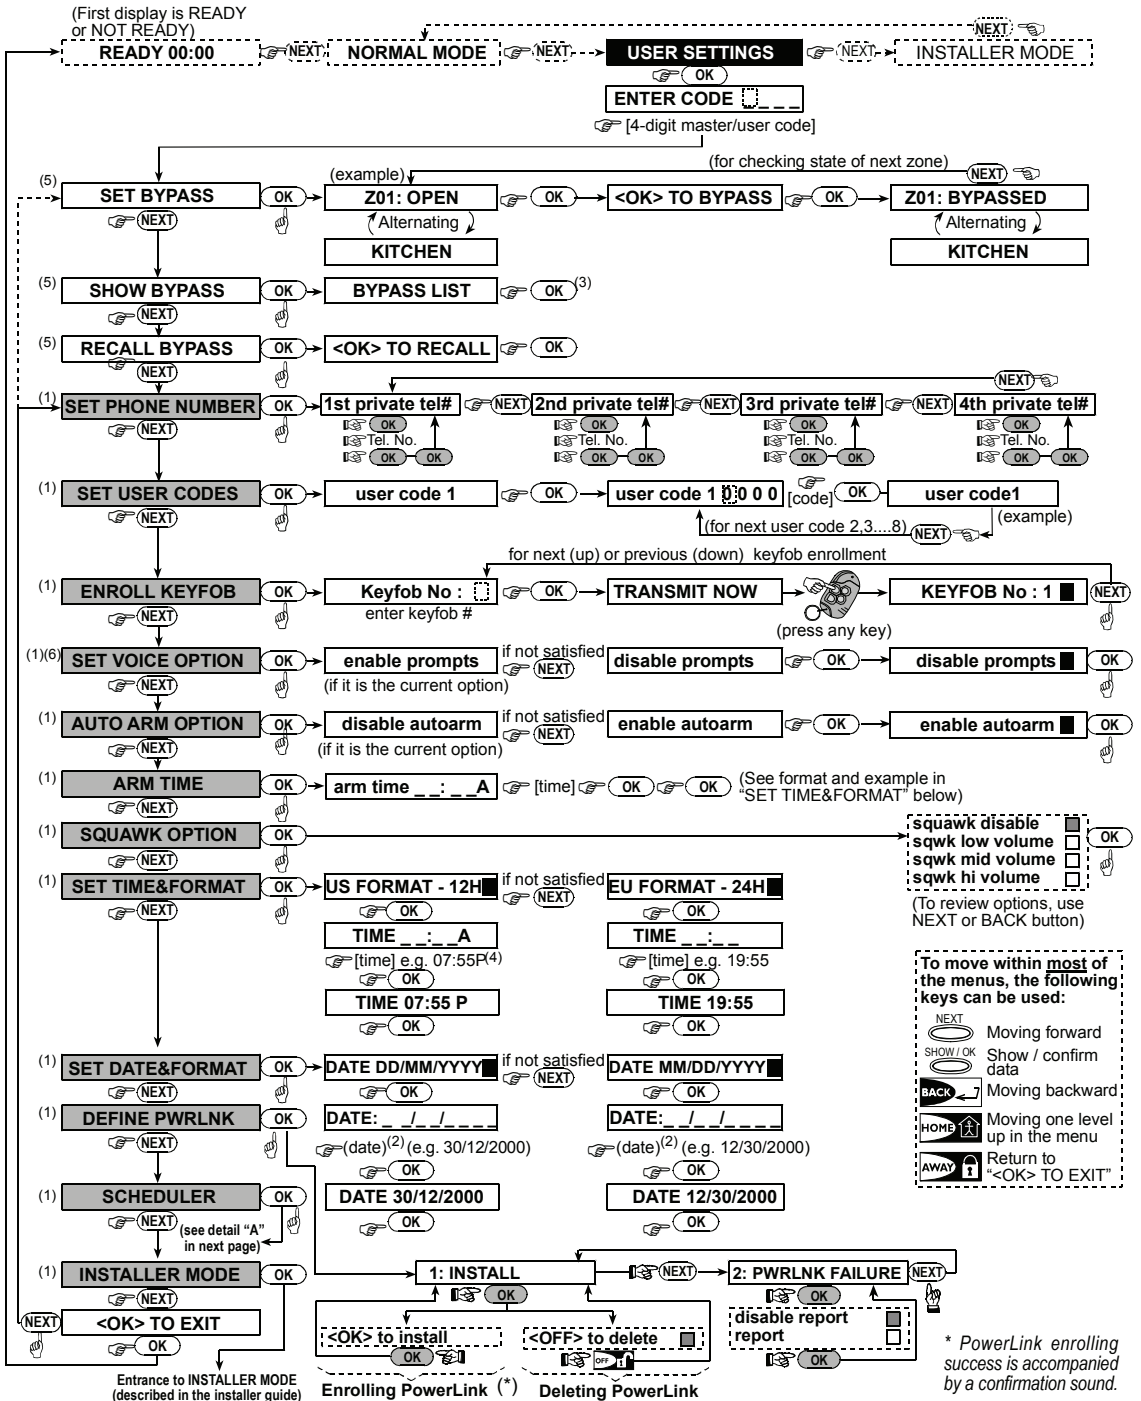 (First display is READY
or NOT READY)
READY 00:00
NEXT
NORMAL MODE
NEXT
USER SETTINGS
NEXT
INSTALLER MODE
NEXT
OK
ENTER CODE _ _ _ _
[4-digit master/user code]
(for checking state of next zone)
(5)
SET BYPASS
OK
(example)
Z01: OPEN
OK
<OK> TO BYPASS
OK
Z01: BYPASSED
NEXT
NEXT
Alternating
Alternating
KITCHEN
KITCHEN
(5)
SHOW BYPASS
OK
BYPASS LIST
OK
(3)
NEXT
(5)
RECALL BYPASS
OK
<OK> TO RECALL
OK
NEXT
NEXT
(1)
SET PHONE NUMBER
OK
1st private tel#
NEXT
2nd private tel#
NEXT
3rd private tel#
NEXT
4th private tel#
NEXT
OK
OK
OK
OK
Tel. No.
Tel. No.
Tel. No.
Tel. No.
OK OK
OK OK
OK OK
OK OK
(1)
SET USER CODES
OK
user code 1
OK
user code 1 0 0 0 0
[code]
OK
user code1
NEXT
(for next user code 2,3....8)
NEXT
(example)
for next (up) or previous (down) keyfob enrollment
(1)
ENROLL KEYFOB
OK
Keyfob No :
OK
TRANSMIT NOW
KEYFOB No : 1
NEXT
NEXT
enter keyfob #
(press any key)
(1)(6)
SET VOICE OPTION
OK
enable prompts
if not satisfied
NEXT
disable prompts
OK
disable prompts
OK
NEXT
(if it is the current option)
(1)
AUTO ARM OPTION
OK
disable autoarm
if not satisfied
NEXT
enable autoarm
OK
enable autoarm
OK
NEXT
(if it is the current option)
(1)
ARM TIME
OK
arm time _ _: _ _A
[time]
OK
OK
(See format and example in
“SET TIME&FORMAT” below)
NEXT
(1)
SQUAWK OPTION
OK
NEXT
squawk disable
sqwk low volume
sqwk mid volume
sqwk hi volume
OK
(To review options, use
NEXT or BACK button)
(1)
SET TIME&FORMAT
OK
US FORMAT - 12H
if not satisfied
NEXT
EU FORMAT - 24H
NEXT
OK
OK
TIME _ _:_ _A
TIME _ _:_ _
[time] e.g. 07:55P(4)
[time] e.g. 19:55
OK
OK
TIME 07:55 P
TIME 19:55
OK
OK
To move within most of
the menus, the following
keys can be used:
NEXT
Moving forward
SHOW / OK
Show / confirm
data
BACK
Moving backward
HOME
Moving one level
up in the menu
AWAY
Return to
“<OK> TO EXIT”
(1)
SET DATE&FORMAT
OK
DATE DD/MM/YYYY
if not satisfied
NEXT
DATE MM/DD/YYYY
NEXT
OK
OK
(1)
DEFINE PWRLNK
OK
DATE: _ _/_ _/_ _ _ _
DATE: _ _/_ _/_ _ _ _
NEXT
(date)(2) (e.g. 30/12/2000)
(date)(2) (e.g. 12/30/2000)
OK
OK
(1)
SCHEDULER
OK
DATE 30/12/2000
DATE 12/30/2000
NEXT
(see detail “A”
in next page)
OK
OK
(1)
INSTALLER MODE
OK
1: INSTALL
NEXT
2: PWRLNK FAILURE
NEXT
NEXT
OK
OK
NEXT
<OK> TO EXIT
<OK> to install
<OFF> to delete
disable report
report
OK
OK
OFF
OK
Entrance to INSTALLER MODE
(described in the installer guide)
Enrolling PowerLink (*)
Deleting PowerLink
* PowerLink enrolling
success is accompanied
by a confirmation sound.